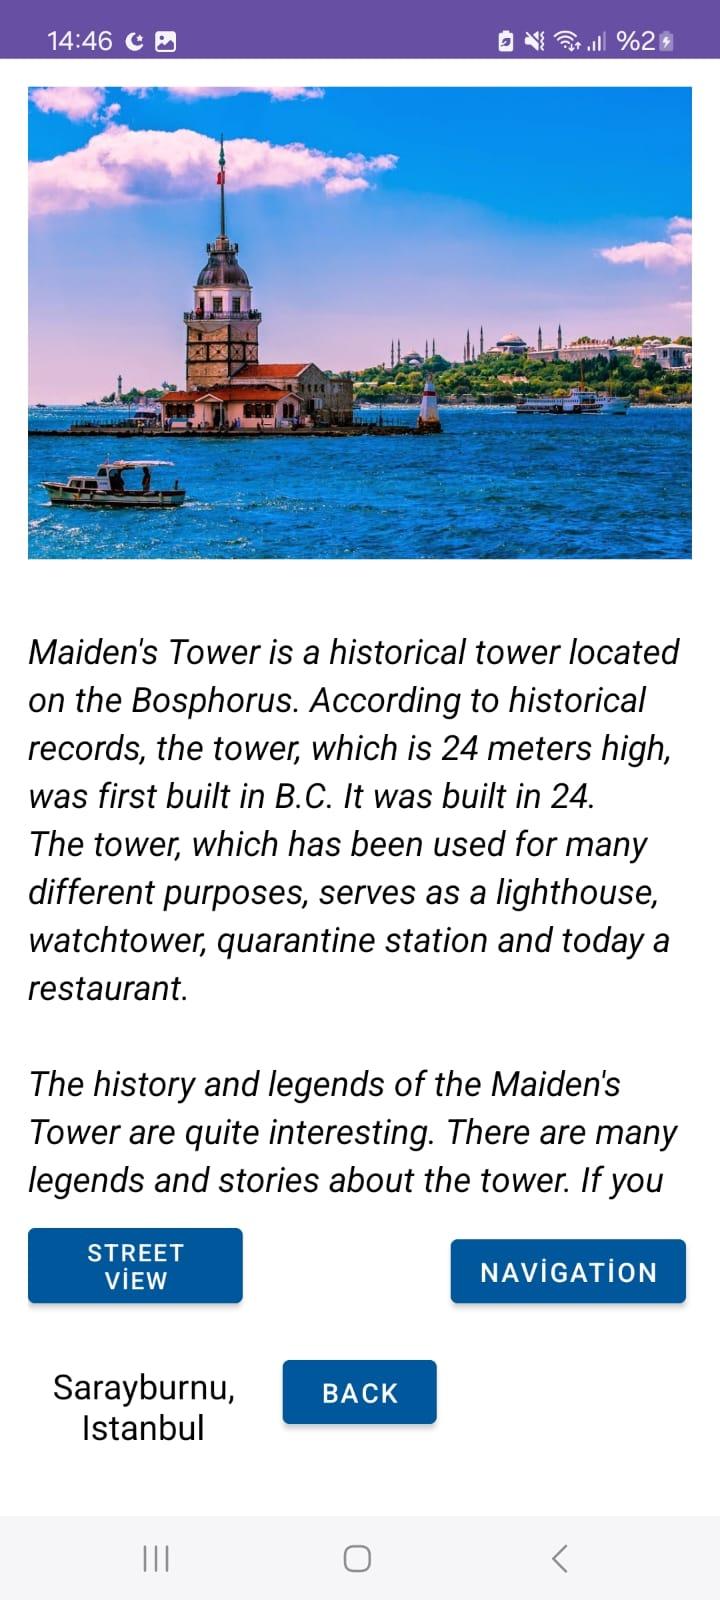 14:46
%2
Maiden's Tower is a historical tower located
on the Bosphorus. According to historical
records, the tower, which is 24 meters high,
was first built in B.C. It was built in 24.
The tower, which has been used for many
different purposes, serves as a lighthouse,
watchtower, quarantine station and today a
restaurant.
The history and legends of the Maiden's
Tower are quite interesting. There are many
legends and stories about the tower. If you
STREET
VİEW
NAVİGATİON
Sarayburnu,
Istanbul
BACK